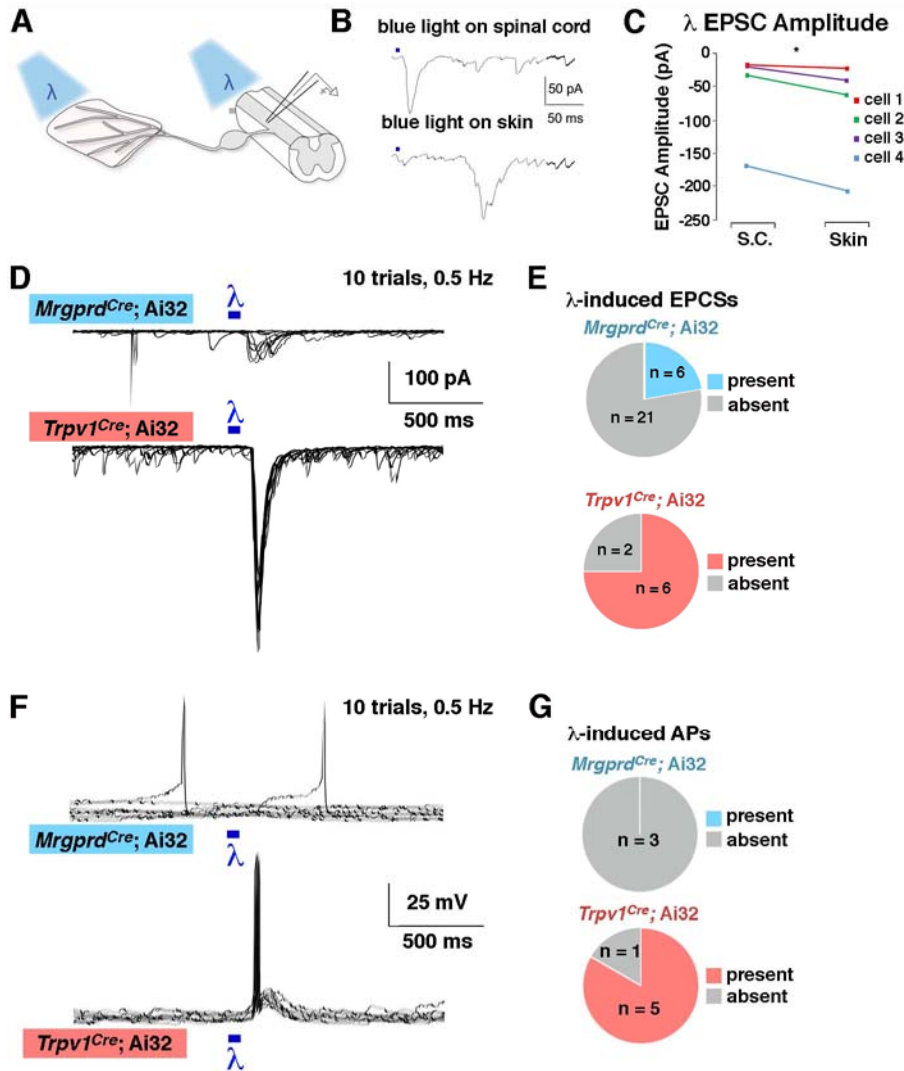 A
λ
λ
B
blue light on spinal cord
50 pA
50 ms
blue light on skin
C
λ EPSC Amplitude
EPSC Amplitude (pA)
0
-50
-100
-150
-200
-250
*
cell 1
cell 2
cell 3
cell 4
S.C.
Skin
D
10 trials, 0.5 Hz
λ
MrgprdCre; Ai32
100 pA
500 ms
λ
Trpv1Cre; Ai32
E
λ-induced EPCSs
MrgprdCre; Ai32
n = 6
n = 21
present
absent
Trpv1Cre; Ai32
n = 2
n = 6
present
absent
F
10 trials, 0.5 Hz
MrgprdCre; Ai32
λ
25 mV
500 ms
Trpv1Cre; Ai32
λ
G
λ-induced APs
MrgprdCre; Ai32
n = 3
present
absent
Trpv1Cre; Ai32
n = 1
n = 5
present
absent